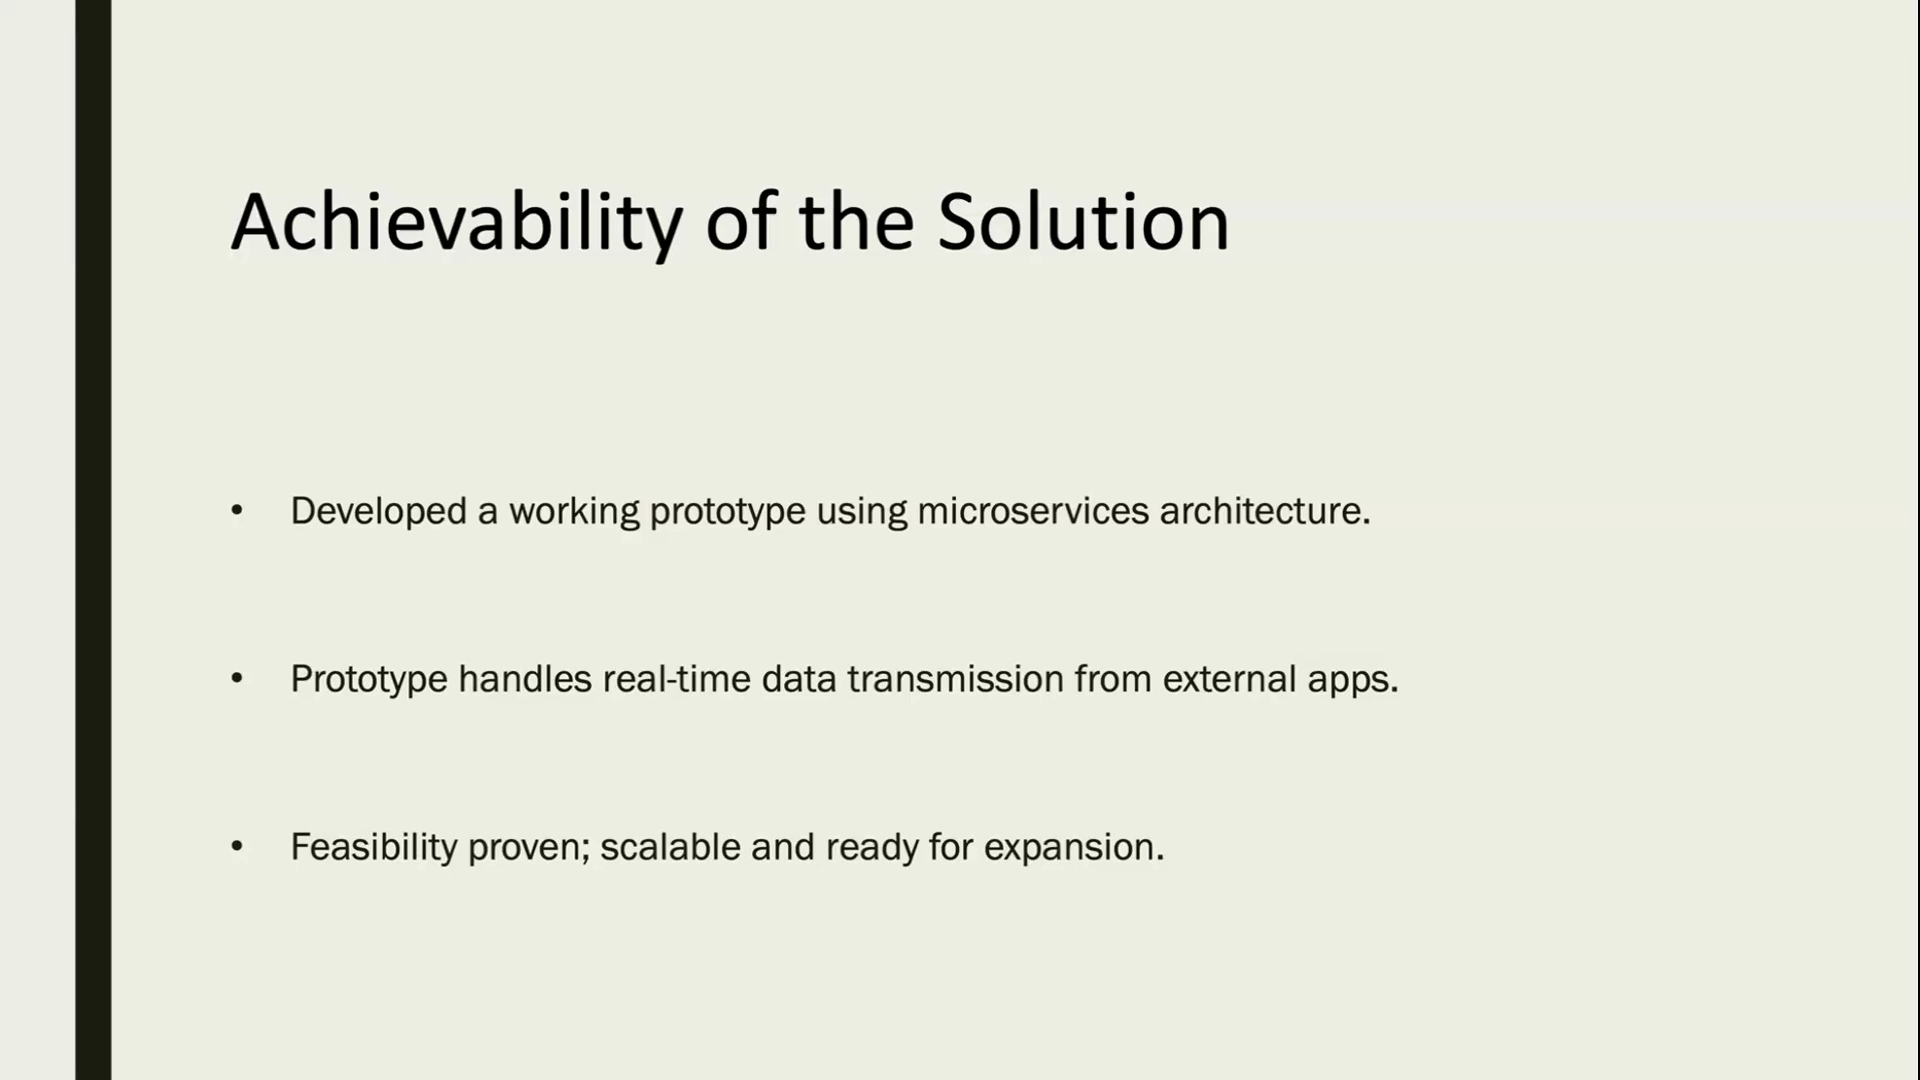 Achievability of the Solution
• Developed a working prototype using microservices architecture.
• Prototype handles real-time data transmission from external apps.
• Feasibility proven; scalable and ready for expansion.